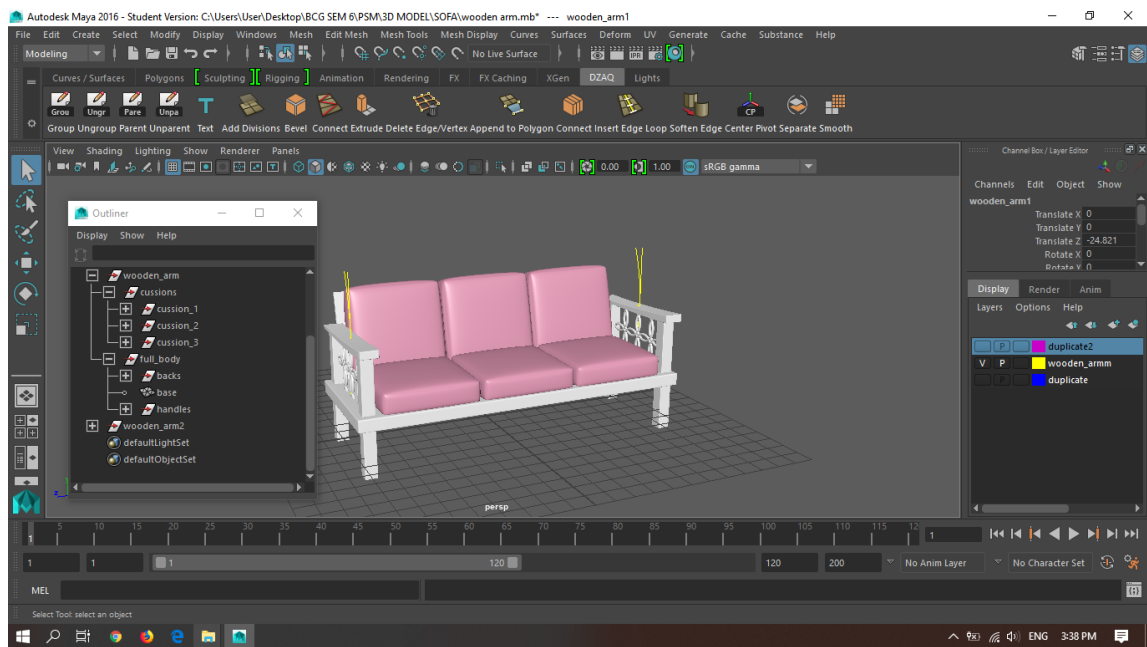 Autodesk Maya 2016 - Student Version: C:\Users\User\Desktop\BCG SEM 6\PSM\3D MODEL\SOFA\wooden arm.mb* --- wooden_arm1
File Edit Create Select Modify Display Windows Mesh Edit Mesh Mesh Tools Mesh Display Curves Surfaces Deform UV Generate Cache Substance Help
Modeling No Live Surface IPR
Curves / Surfaces Polygons Sculpting Rigging Animation Rendering FX FX Caching XGen DZAQ Lights
Grou Ungr Pare Unpa CP
Group Ungroup Parent Unparent Text Add Divisions Bevel Connect Extrude Delete Edge/Vertex Append to Polygon Connect Insert Edge Loop Soften Edge Center Pivot Separate Smooth
View Shading Lighting Show Renderer Panels
0.00 1.00 sRGB gamma
Channel Box / Layer Editor
Channels Edit Object Show
wooden_arm1
Translate X 0
Translate Y 0
Translate Z -24.821
Rotate X 0
Rotate Y 0
Outliner
Display Show Help
wooden_arm
cussions
cussion_1
cussion_2
cussion_3
full_body
backs
base
handles
wooden_arm2
defaultLightSet
defaultObjectSet
persp
Display Render Anim
Layers Options Help
P duplicate2
V P wooden_armm
P duplicate
1 5 10 15 20 25 30 35 40 45 50 55 60 65 70 75 80 85 90 95 100 105 110 115 12 1
1 1 1 120 120 200 No Anim Layer No Character Set
MEL
Select Tool: select an object
ENG 3:38 PM